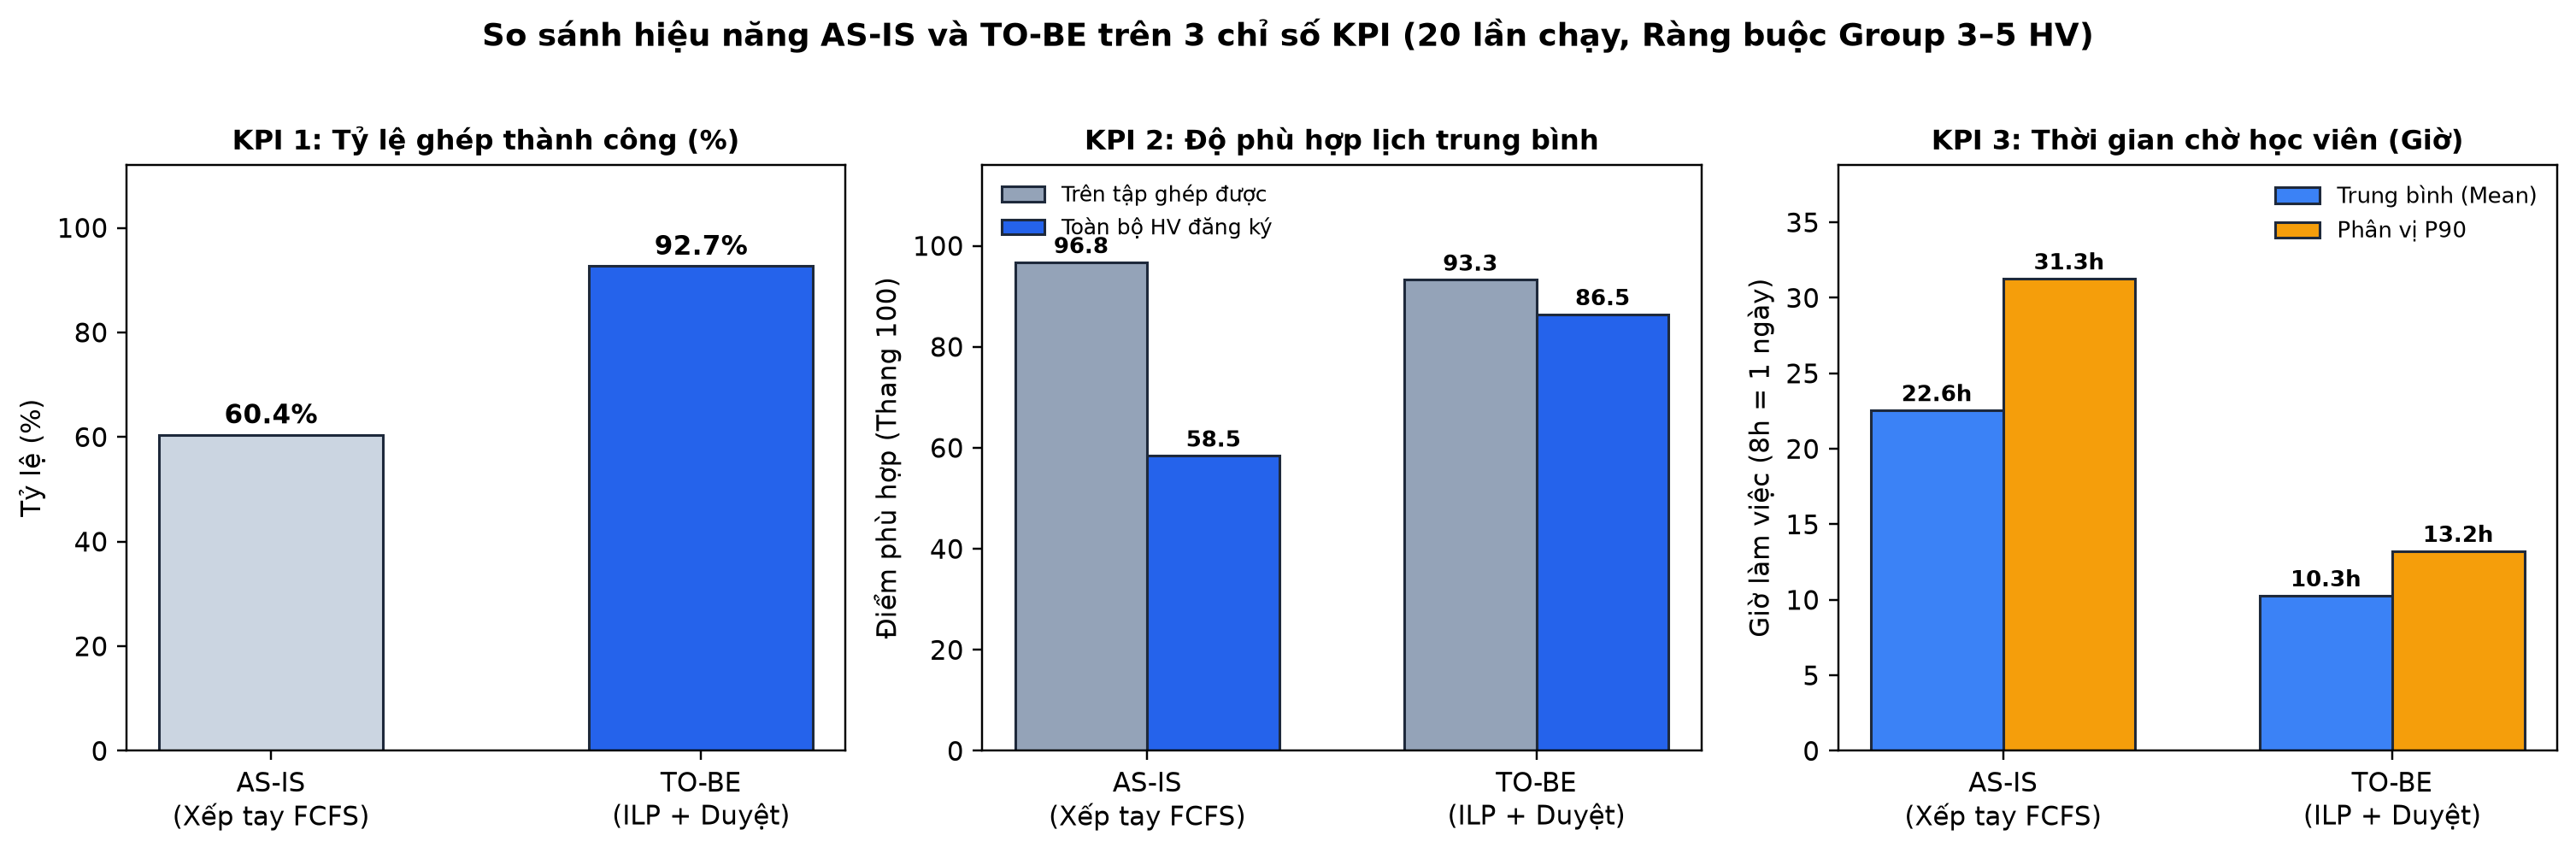 So sánh hiệu năng AS-IS và TO-BE trên 3 chỉ số KPI (20 lần chạy, Ràng buộc Group 3–5 HV)
KPI 1: Tỷ lệ ghép thành công (%)
Tỷ lệ (%)
100
80
60
40
20
0
60.4%
92.7%
AS-IS
(Xếp tay FCFS)
TO-BE
(ILP + Duyệt)
KPI 2: Độ phù hợp lịch trung bình
Điểm phù hợp (Thang 100)
Trên tập ghép được
Toàn bộ HV đăng ký
100
80
60
40
20
0
96.8
58.5
93.3
86.5
AS-IS
(Xếp tay FCFS)
TO-BE
(ILP + Duyệt)
KPI 3: Thời gian chờ học viên (Giờ)
Giờ làm việc (8h = 1 ngày)
Trung bình (Mean)
Phân vị P90
35
30
25
20
15
10
5
0
22.6h
31.3h
10.3h
13.2h
AS-IS
(Xếp tay FCFS)
TO-BE
(ILP + Duyệt)